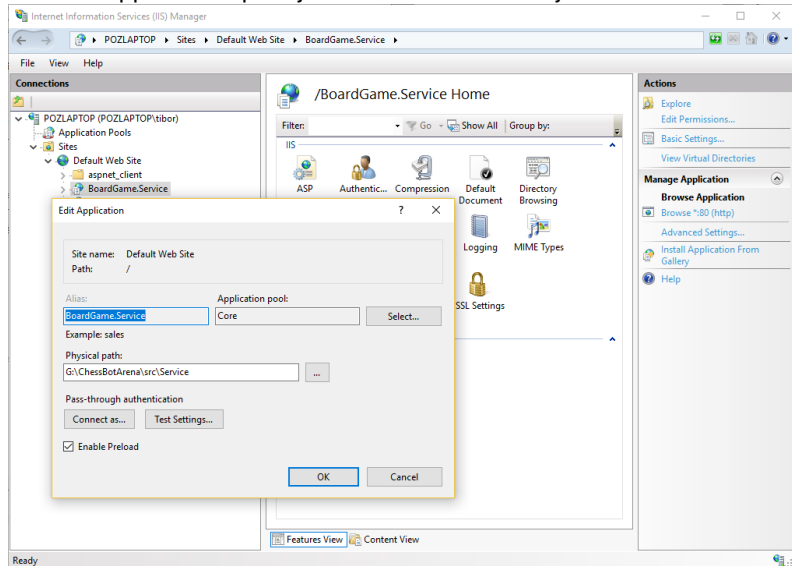 Internet Information Services (IIS) Manager
POZLAPTOP Sites Default Web Site BoardGame.Service
File View Help
Connections
POZLAPTOP (POZLAPTOP\tibor)
Application Pools
Sites
Default Web Site
aspnet_client
BoardGame.Service
/BoardGame.Service Home
Filter: Go Show All Group by:
IIS
ASP Authentic... Compression Default Document Directory Browsing
Logging MIME Types
SSL Settings
Edit Application ? X
Site name: Default Web Site
Path: /
Alias: Application pool:
BoardGame.Service Core Select...
Example: sales
Physical path:
G:\ChessBotArena\src\Service ...
Pass-through authentication
Connect as... Test Settings...
Enable Preload
OK Cancel
Features View Content View
Actions
Explore
Edit Permissions...
Basic Settings...
View Virtual Directories
Manage Application
Browse Application
Browse *:80 (http)
Advanced Settings...
Install Application From
Gallery
Help
Ready